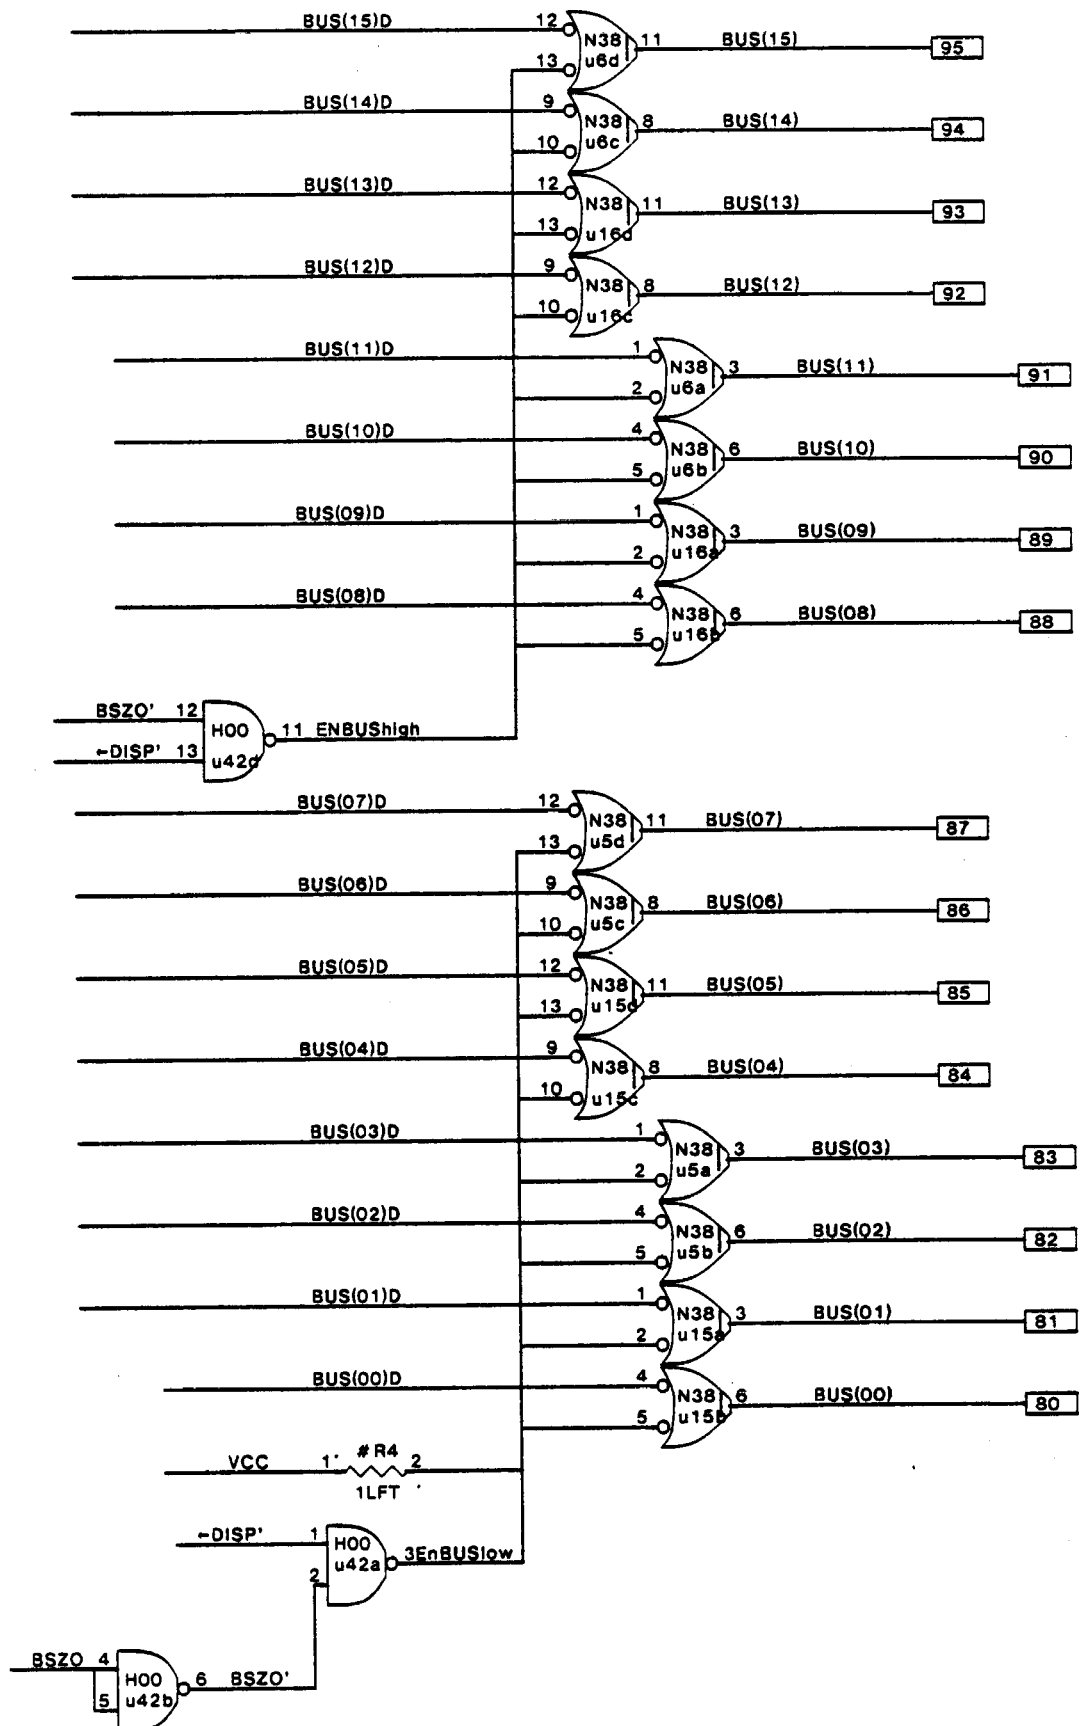 BUS(15)D 12 N38 u6d 11 BUS(15) 95
13
BUS(14)D 9 N38 u6c 8 BUS(14) 94
10
BUS(13)D 12 N38 u16d 11 BUS(13) 93
13
BUS(12)D 9 N38 u16c 8 BUS(12) 92
10
BUS(11)D 1 N38 u6a 3 BUS(11) 91
2
BUS(10)D 4 N38 u6b 6 BUS(10) 90
5
BUS(09)D 1 N38 u16a 3 BUS(09) 89
2
BUS(08)D 4 N38 u16b 6 BUS(08) 88
5
BSZO' 12 H00 u42d 11 ENBUShigh
←DISP' 13
BUS(07)D 12 N38 u5d 11 BUS(07) 87
13
BUS(06)D 9 N38 u5c 8 BUS(06) 86
10
BUS(05)D 12 N38 u15d 11 BUS(05) 85
13
BUS(04)D 9 N38 u15c 8 BUS(04) 84
10
BUS(03)D 1 N38 u5a 3 BUS(03) 83
2
BUS(02)D 4 N38 u5b 6 BUS(02) 82
5
BUS(01)D 1 N38 u15a 3 BUS(01) 81
2
BUS(00)D 4 N38 u15b 6 BUS(00) 80
5
VCC 1 #R4 2
1LFT
←DISP' 1 H00 u42a 3 EnBUSlow
2
BSZO 4 H00 u42b 6 BSZO'
5